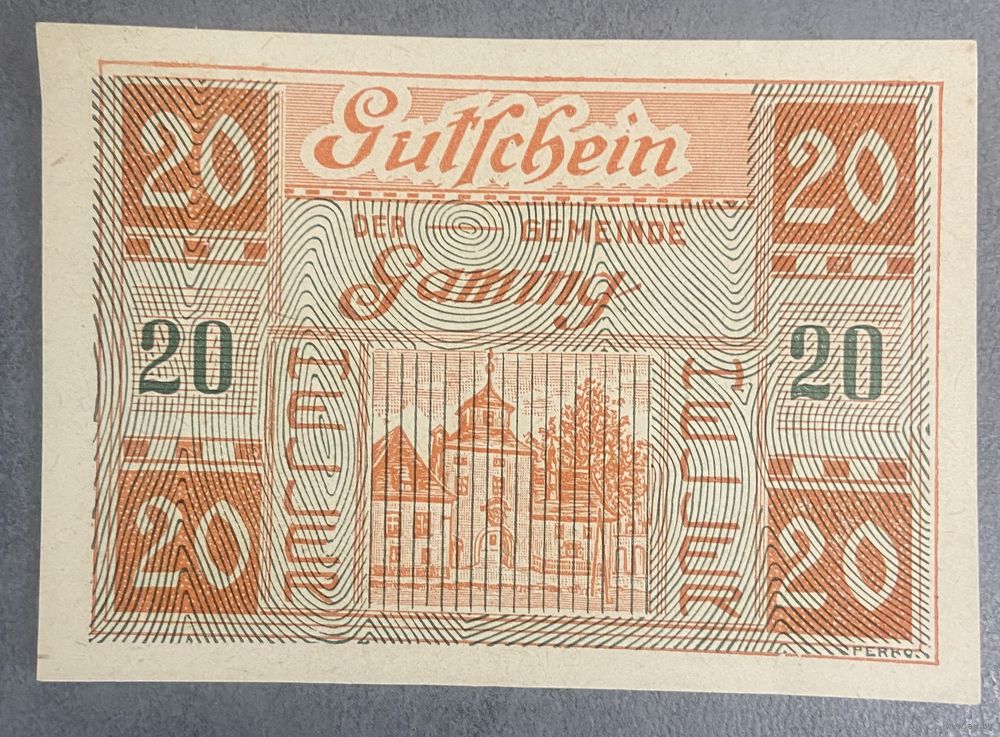 20 Gutschein 20
DER GEMEINDE
Gaming
20 20
HELLER HELLER
20 20
PERKO.